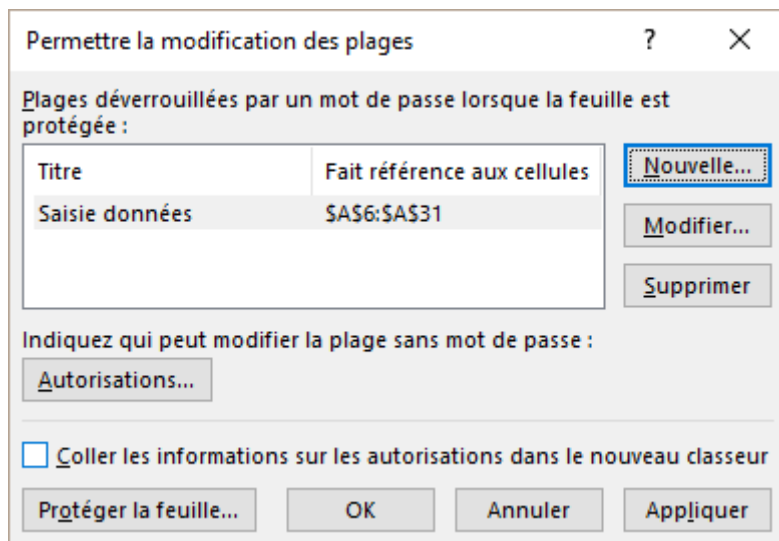 Permettre la modification des plages
?
Plages déverrouillées par un mot de passe lorsque la feuille est
protégée :
Titre Fait référence aux cellules
Saisie données $A$6:$A$31
Nouvelle...
Modifier...
Supprimer
Indiquez qui peut modifier la plage sans mot de passe :
Autorisations...
Coller les informations sur les autorisations dans le nouveau classeur
Protéger la feuille... OK Annuler Appliquer